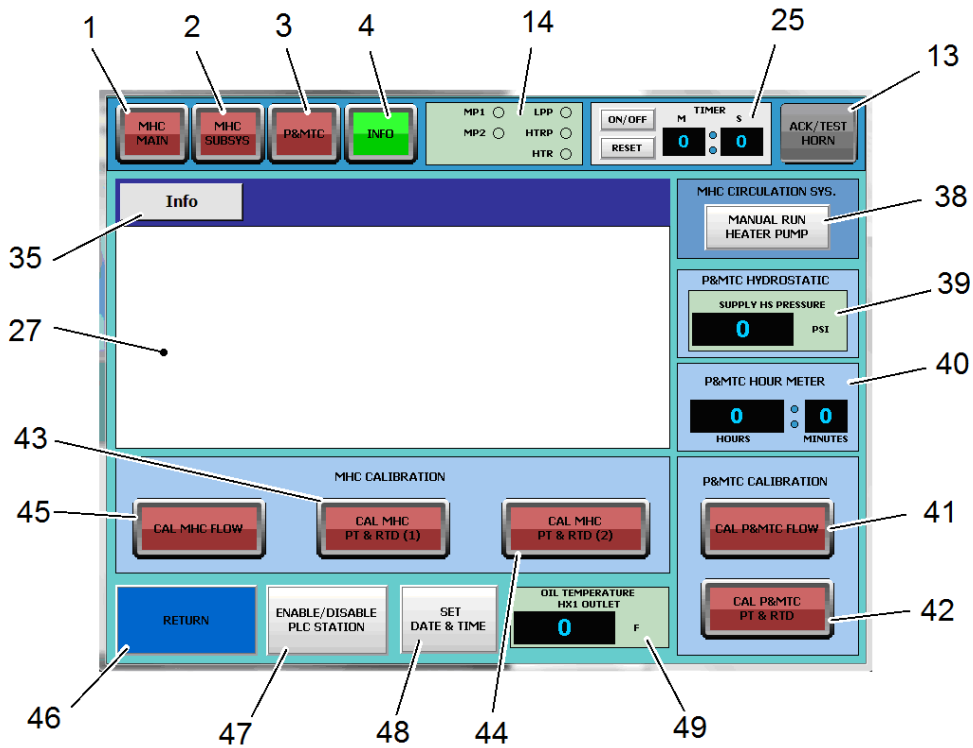 1
2
3
4
14
25
13
MHC
MAIN
MHC
SUBSYS
P&MTC
INFO
MP1
LPP
MP2
HTRP
HTR
ON/OFF
RESET
TIMER
M
S
0
:
0
ACK/TEST
HORN
Info
35
27
MHC CIRCULATION SYS.
MANUAL RUN
HEATER PUMP
38
P&MTC HYDROSTATIC
SUPPLY HS PRESSURE
0
PSI
39
P&MTC HOUR METER
0
:
0
HOURS
MINUTES
40
43
MHC CALIBRATION
45
CAL MHC FLOW
CAL MHC
PT & RTD (1)
CAL MHC
PT & RTD (2)
P&MTC CALIBRATION
CAL P&MTC FLOW
41
CAL P&MTC
PT & RTD
42
RETURN
ENABLE/DISABLE
PLC STATION
SET
DATE & TIME
OIL TEMPERATURE
HX1 OUTLET
0
F
46
47
48
44
49